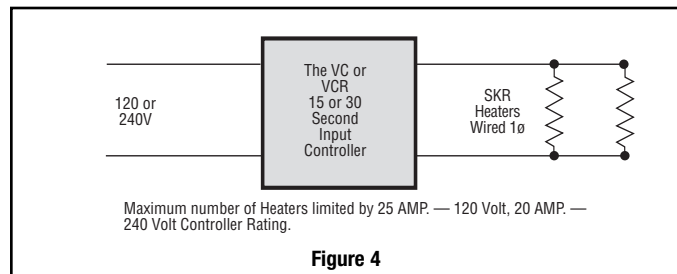 120 or
240V
The VC or
VCR
15 or 30
Second
Input
Controller
SKR
Heaters
Wired 1ø
Maximum number of Heaters limited by 25 AMP. — 120 Volt, 20 AMP. —
240 Volt Controller Rating.
Figure 4